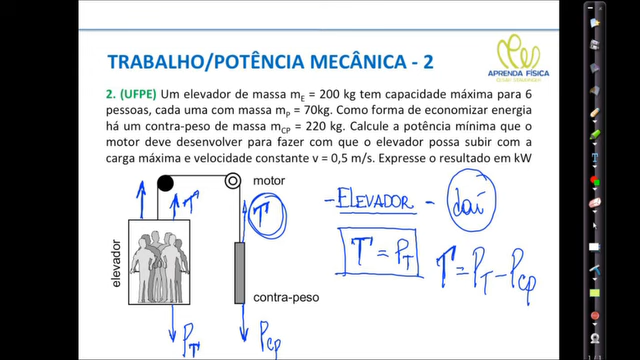 TRABALHO/POTÊNCIA MECÂNICA - 2
APRENDA FÍSICA
2. (UFPE) Um elevador de massa mE = 200 kg tem capacidade máxima para 6
pessoas, cada uma com massa mP = 70kg. Como forma de economizar energia
há um contra-peso de massa mCP = 220 kg. Calcule a potência mínima que o
motor deve desenvolver para fazer com que o elevador possa subir com a
carga máxima e velocidade constante v = 0,5 m/s. Expresse o resultado em kW
motor
T
T
- ELEVADOR - daí
T = PT
T = PT - PCP
elevador
contra-peso
PT
PCP